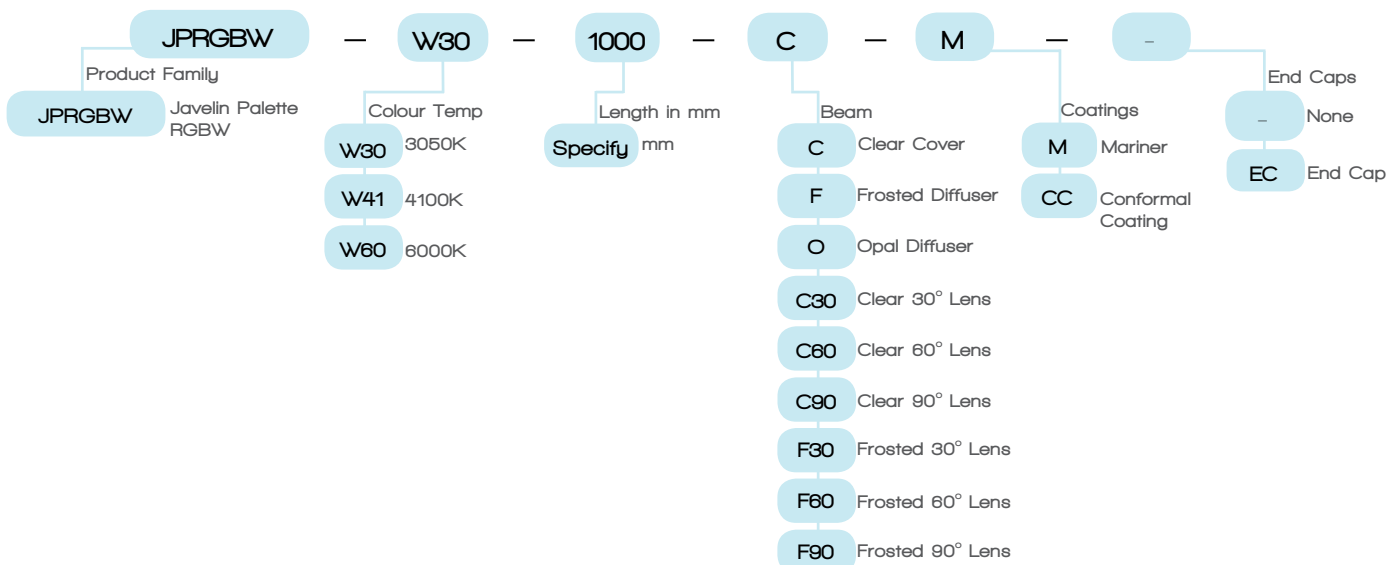 JPRGBW – W30 – 1000 – C – M – _
Product Family
JPRGBW Javelin Palette
RGBW
Colour Temp
W30 3050K
W41 4100K
W60 6000K
Length in mm
Specify mm
Beam
C Clear Cover
F Frosted Diffuser
O Opal Diffuser
C30 Clear 30° Lens
C60 Clear 60° Lens
C90 Clear 90° Lens
F30 Frosted 30° Lens
F60 Frosted 60° Lens
F90 Frosted 90° Lens
Coatings
M Mariner
CC Conformal
Coating
End Caps
_ None
EC End Cap